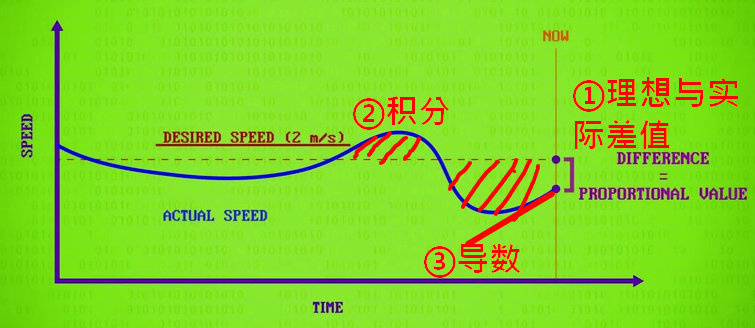 NOW
①理想与实
际差值
②积分
DESIRED SPEED (2 m/s)
SPEED
DIFFERENCE
=
PROPORTIONAL VALUE
ACTUAL SPEED
③导数
TIME